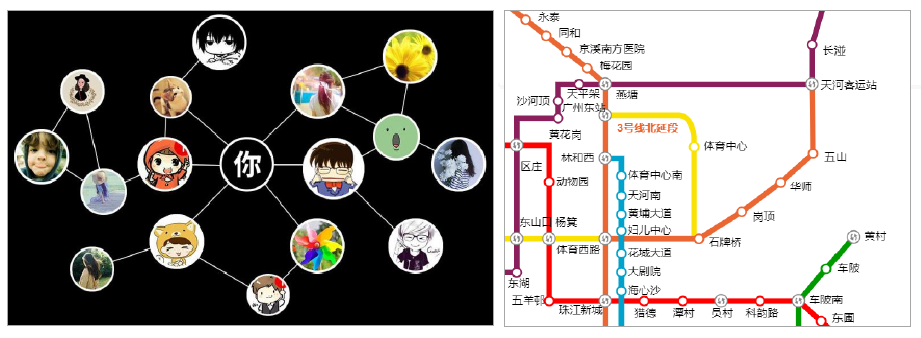 你
永泰
同和
京溪南方医院
梅花园
长湴
天河客运站
燕塘
天平架
沙河顶
广州东站
3号线北延段
黄花岗
林和西
体育中心
五山
区庄
动物园
体育中心南
华师
天河南
黄埔大道
岗顶
东山口
杨箕
妇儿中心
石牌桥
黄村
体育西路
花城大道
大剧院
车陂
东湖
海心沙
五羊邨
珠江新城
猎德
潭村
员村
科韵路
车陂南
东圃